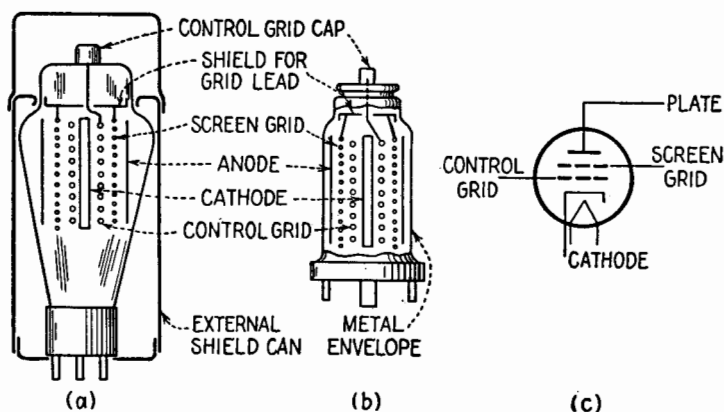 CONTROL GRID CAP
SHIELD FOR
GRID LEAD
SCREEN GRID
ANODE
CATHODE
CONTROL GRID
EXTERNAL
SHIELD CAN
METAL
ENVELOPE
PLATE
CONTROL
GRID
SCREEN
GRID
CATHODE
(a)
(b)
(c)